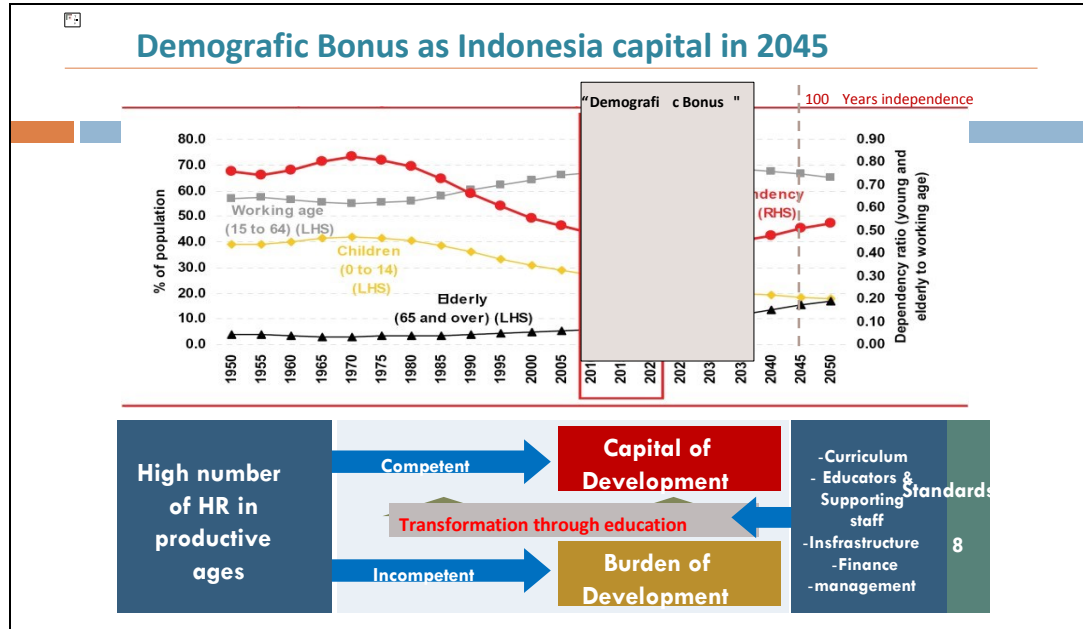 Demografic Bonus as Indonesia capital in 2045
“Demografi c Bonus "
100 Years independence
80.0
70.0
60.0
50.0
40.0
30.0
20.0
10.0
0.0
% of population
Working age
(15 to 64) (LHS)
Children
(0 to 14)
(LHS)
Elderly
(65 and over) (LHS)
ndency
(RHS)
0.90
0.80
0.70
0.60
0.50
0.40
0.30
0.20
0.10
0.00
Dependency ratio (young and
elderly to working age)
1950
1955
1960
1965
1970
1975
1980
1985
1990
1995
2000
2005
201
201
202
202
203
203
2040
2045
2050
High number
of HR in
productive
ages
Competent
Capital of
Development
Transformation through education
Incompetent
Burden of
Development
-Curriculum
- Educators &
Supporting
staff
-Insfrastructure
-Finance
-management
Standards
8